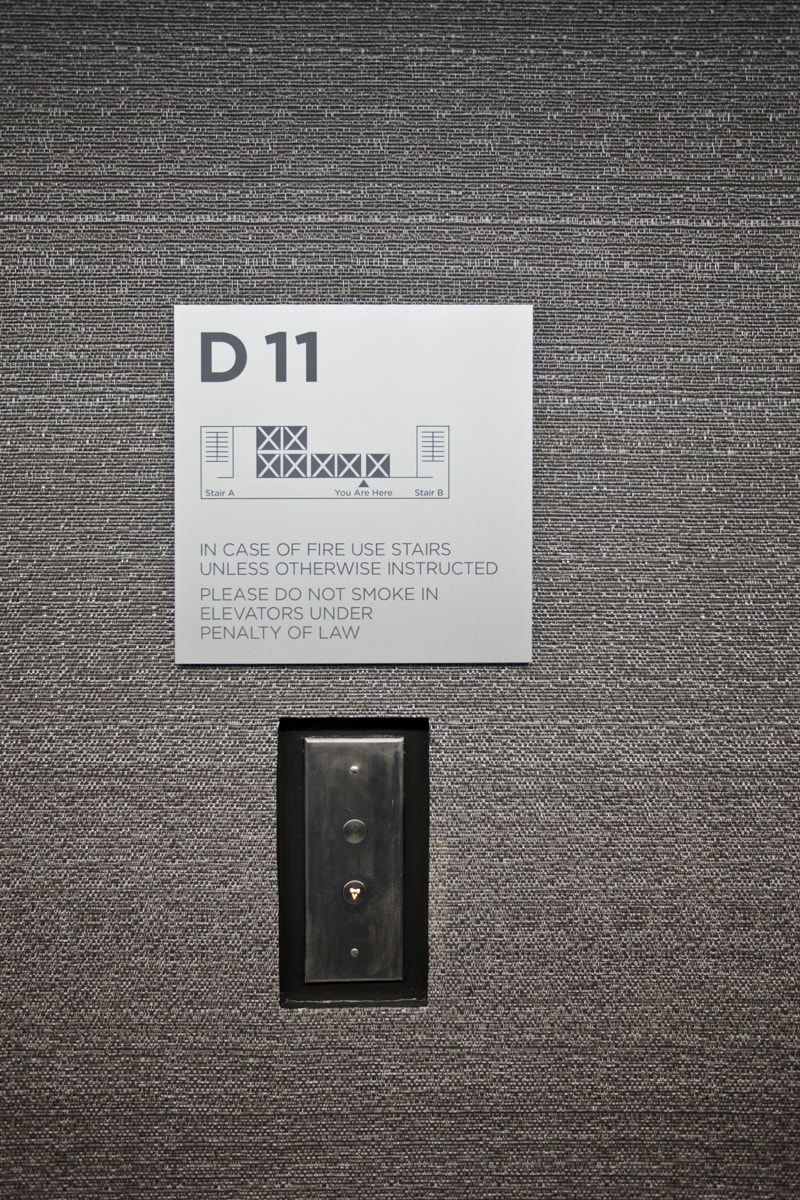 D 11
Stair A You Are Here Stair B
IN CASE OF FIRE USE STAIRS
UNLESS OTHERWISE INSTRUCTED
PLEASE DO NOT SMOKE IN
ELEVATORS UNDER
PENALTY OF LAW